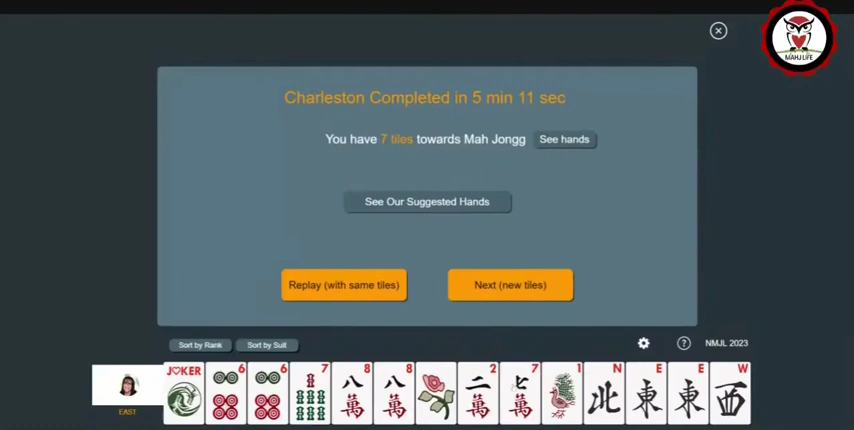 MAHJ LIFE
Charleston Completed in 5 min 11 sec
You have 7 tiles towards Mah Jongg See hands
See Our Suggested Hands
Replay (with same tiles) Next (new tiles)
Sort by Rank Sort by Suit ? NMJL 2023
JOKER 6 6 7 8 8 2 7 1 N E E W
八萬 八萬 二萬 七萬 北 東 東 西
EAST